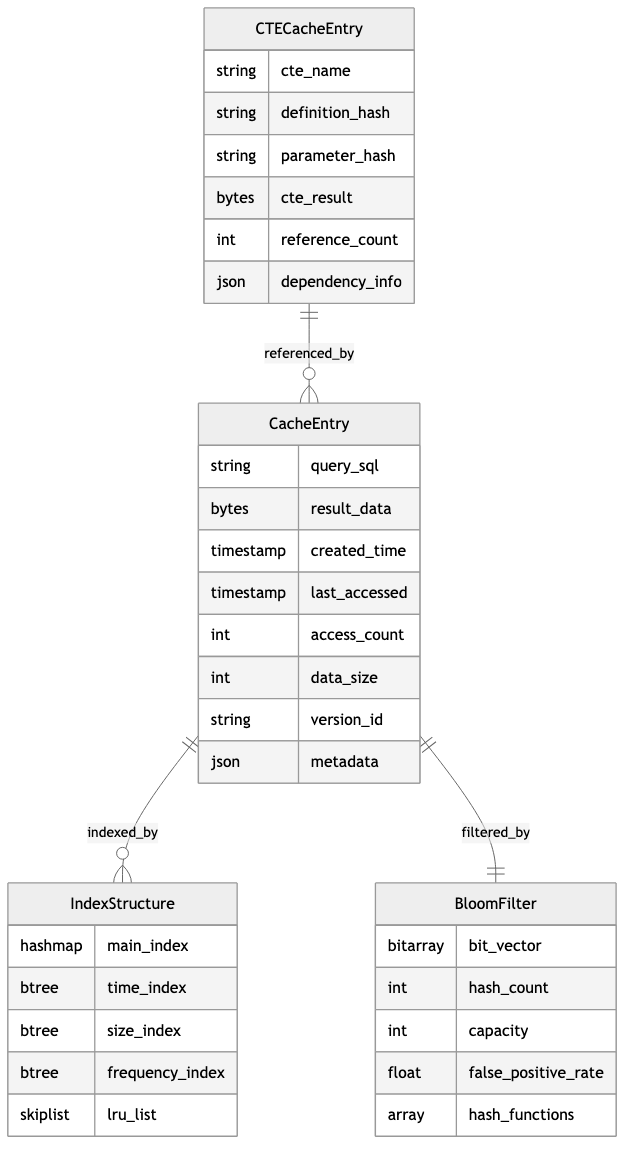 CTECacheEntry
string cte_name
string definition_hash
string parameter_hash
bytes cte_result
int reference_count
json dependency_info
referenced_by
CacheEntry
string query_sql
bytes result_data
timestamp created_time
timestamp last_accessed
int access_count
int data_size
string version_id
json metadata
indexed_by
filtered_by
IndexStructure
hashmap main_index
btree time_index
btree size_index
btree frequency_index
skiplist lru_list
BloomFilter
bitarray bit_vector
int hash_count
int capacity
float false_positive_rate
array hash_functions